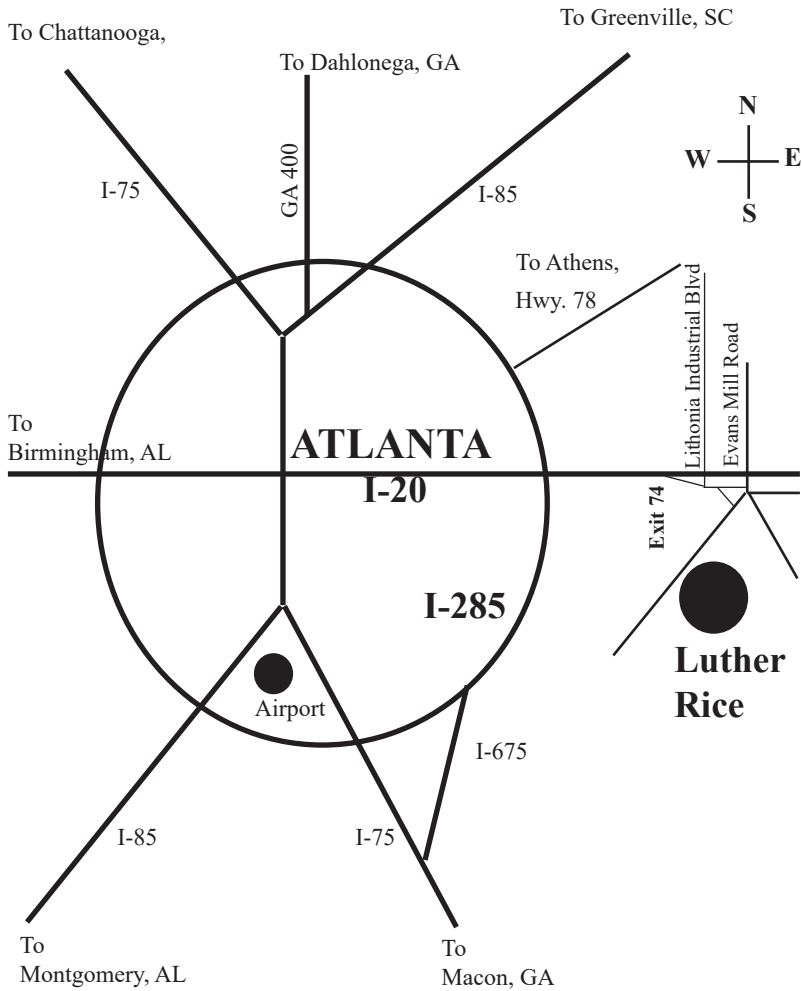 To Greenville, SC
To Chattanooga,
To Dahlonega, GA
N
W
E
S
GA 400
I-75
I-85
To Athens,
Hwy. 78
Lithonia Industrial Blvd
Evans Mill Road
To
Birmingham, AL
ATLANTA
I-20
Exit 74
I-285
Luther
Rice
Airport
I-675
I-85
I-75
To
Montgomery, AL
To
Macon, GA